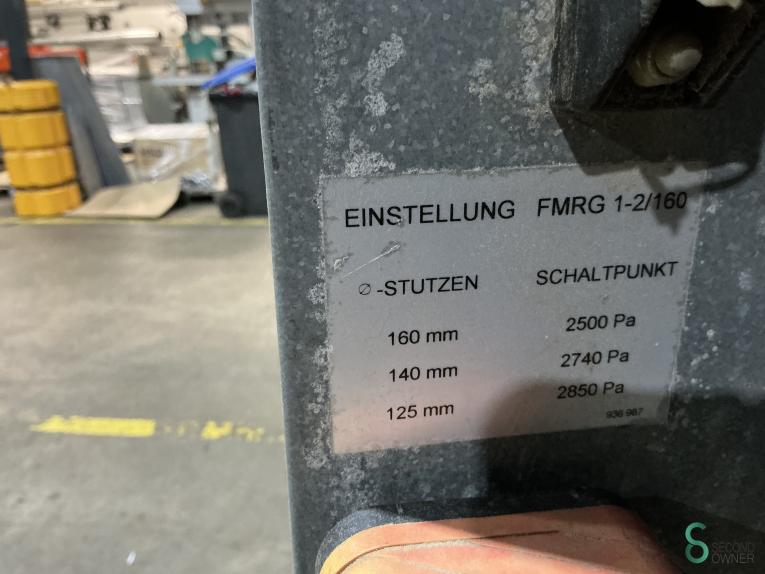 EINSTELLUNG FMRG 1-2/160
⌀-STUTZEN SCHALTPUNKT
160 mm 2500 Pa
140 mm 2740 Pa
125 mm 2850 Pa
936 987
SECOND
OWNER